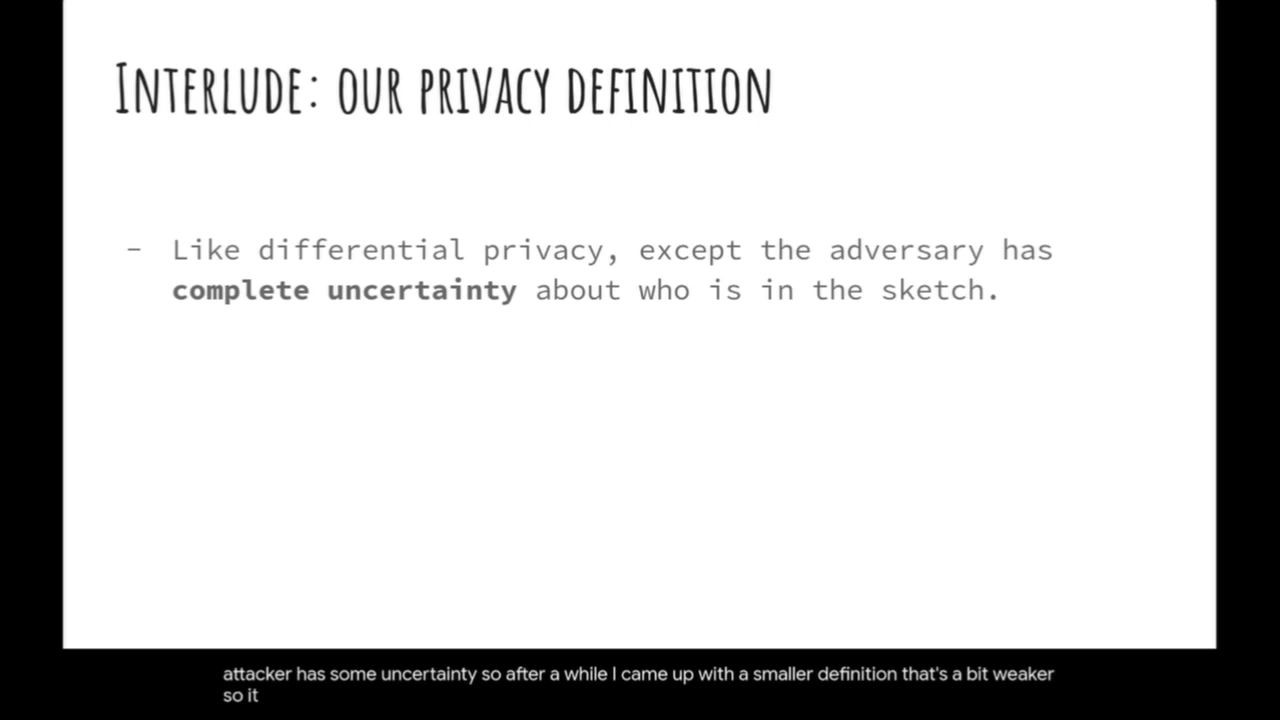 INTERLUDE: OUR PRIVACY DEFINITION
- Like differential privacy, except the adversary has
complete uncertainty about who is in the sketch.
attacker has some uncertainty so after a while I came up with a smaller definition that's a bit weaker
so it